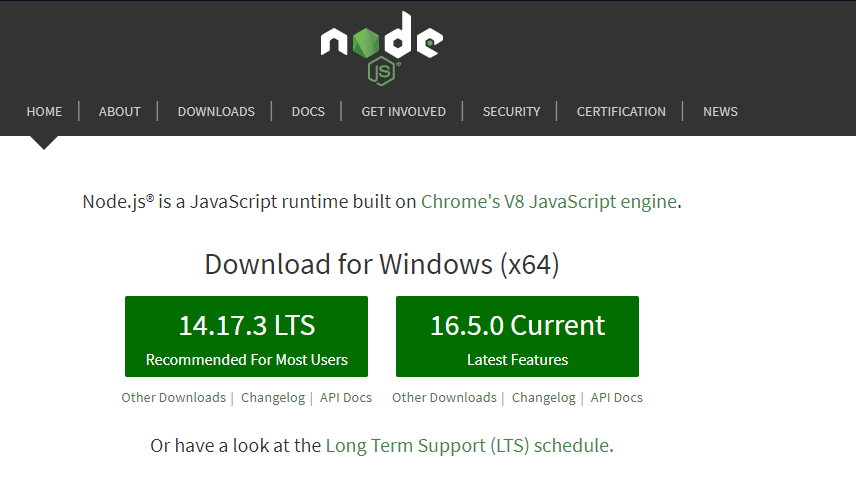 node
JS®
HOME | ABOUT | DOWNLOADS | DOCS | GET INVOLVED | SECURITY | CERTIFICATION | NEWS
Node.js® is a JavaScript runtime built on Chrome's V8 JavaScript engine.
Download for Windows (x64)
14.17.3 LTS
Recommended For Most Users
16.5.0 Current
Latest Features
Other Downloads | Changelog | API Docs
Other Downloads | Changelog | API Docs
Or have a look at the Long Term Support (LTS) schedule.